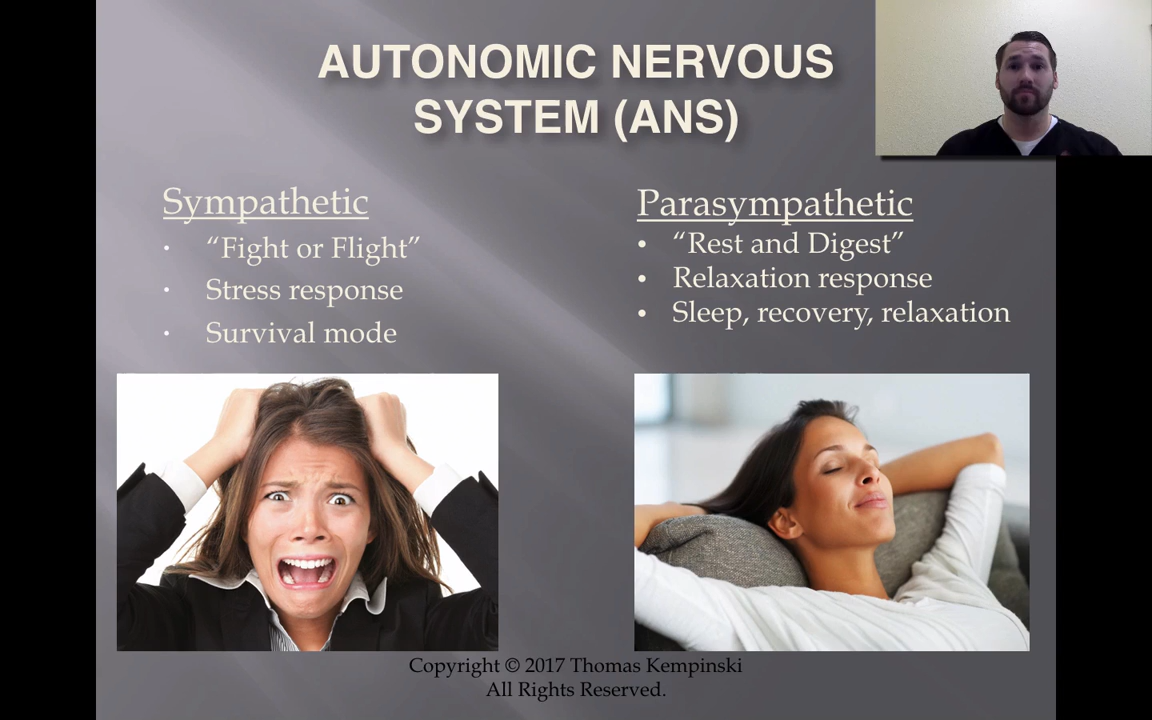 AUTONOMIC NERVOUS
SYSTEM (ANS)
Sympathetic
• “Fight or Flight”
• Stress response
• Survival mode
Parasympathetic
• “Rest and Digest”
• Relaxation response
• Sleep, recovery, relaxation
Copyright © 2017 Thomas Kempinski
All Rights Reserved.